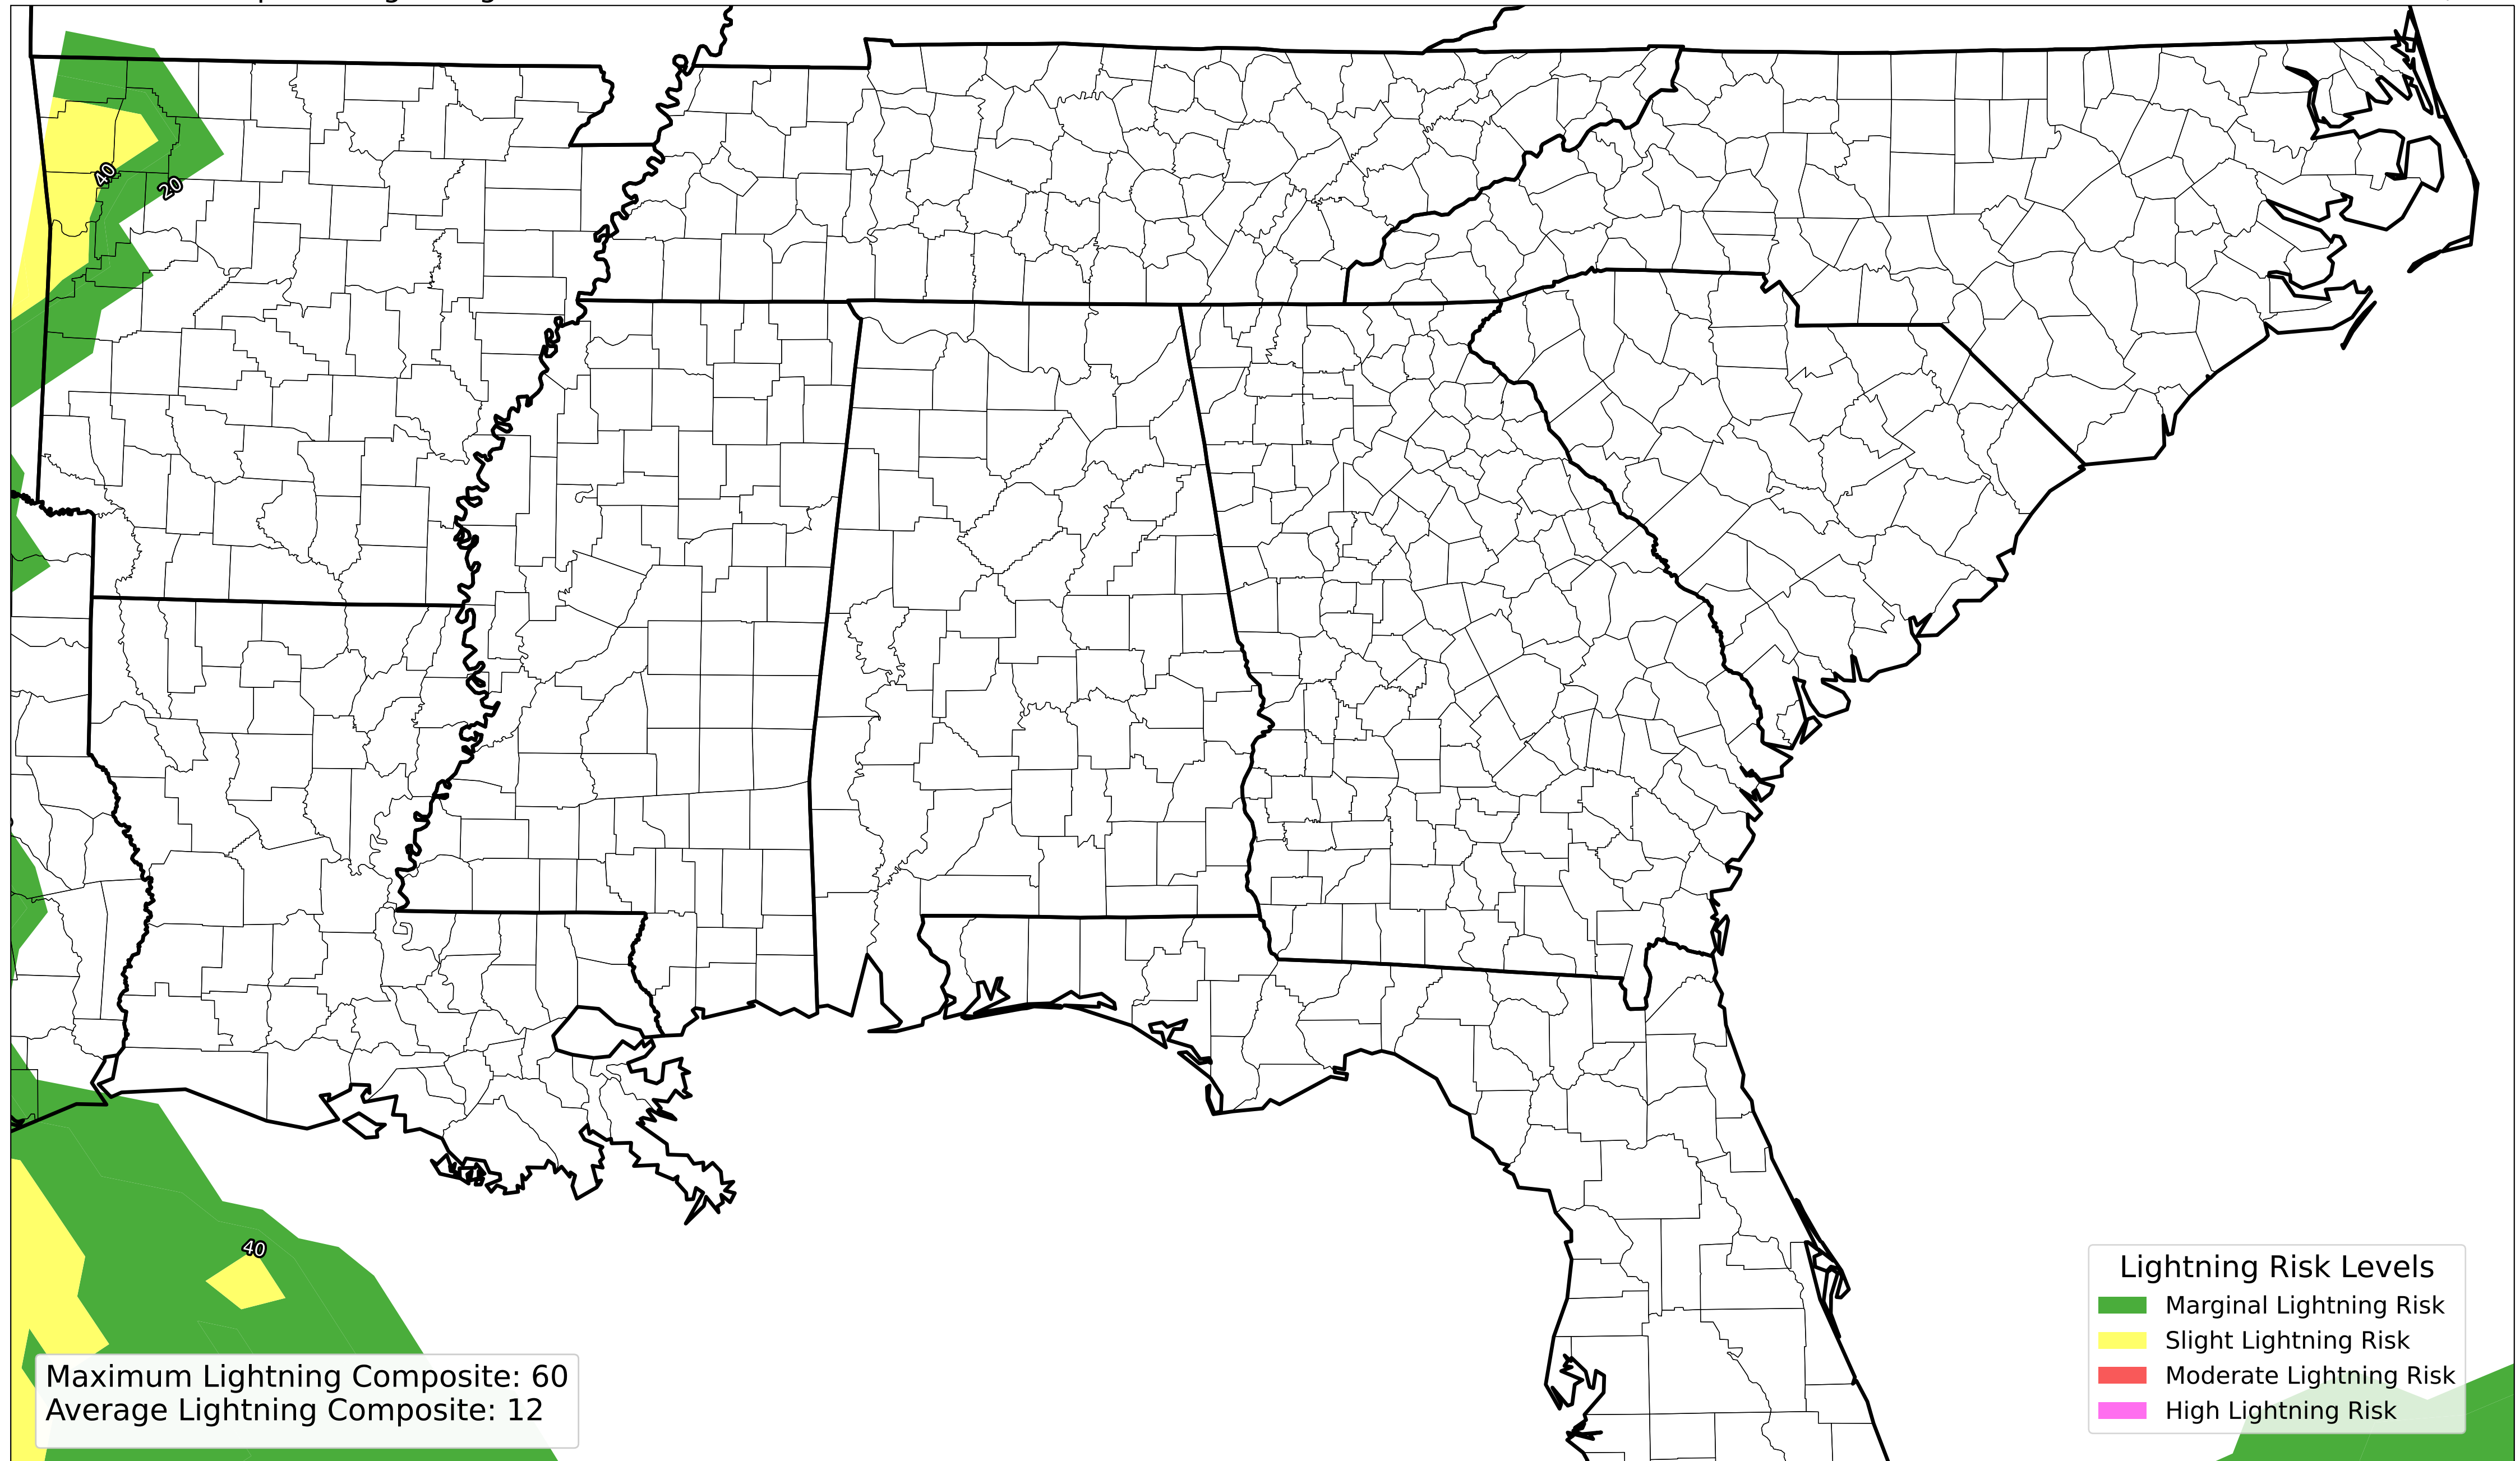 40
20
40
Lightning Risk Levels
Marginal Lightning Risk
Slight Lightning Risk
Moderate Lightning Risk
High Lightning Risk
Maximum Lightning Composite: 60
Average Lightning Composite: 12